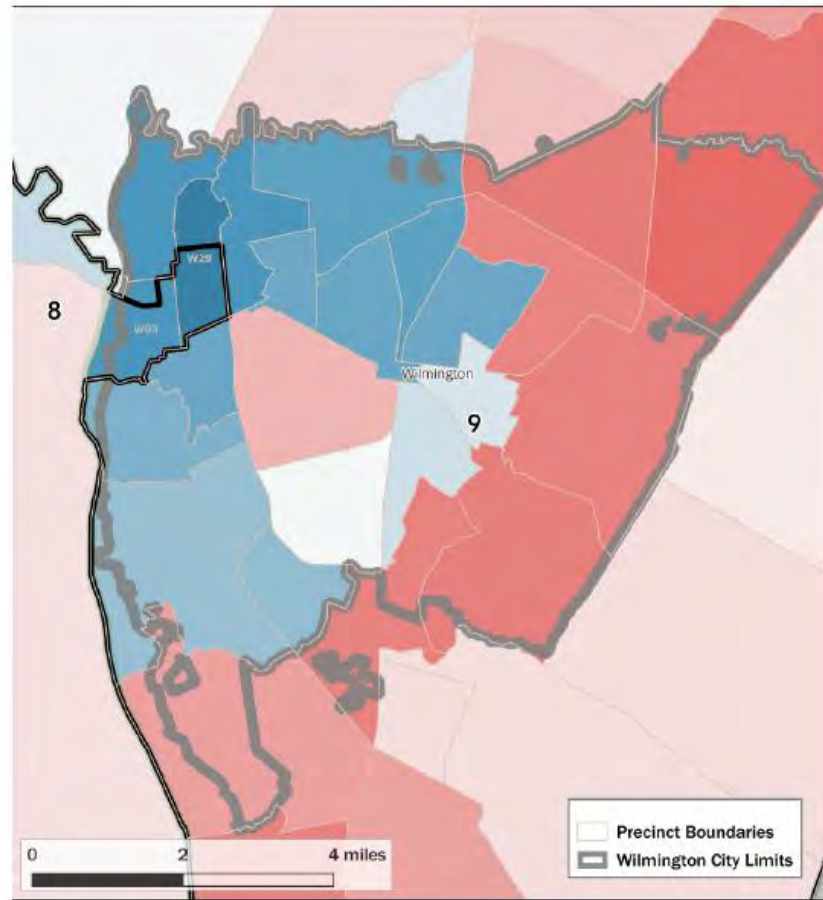 W29
8
W03
Wilmington
9
Precinct Boundaries
Wilmington City Limits
0 2 4 miles